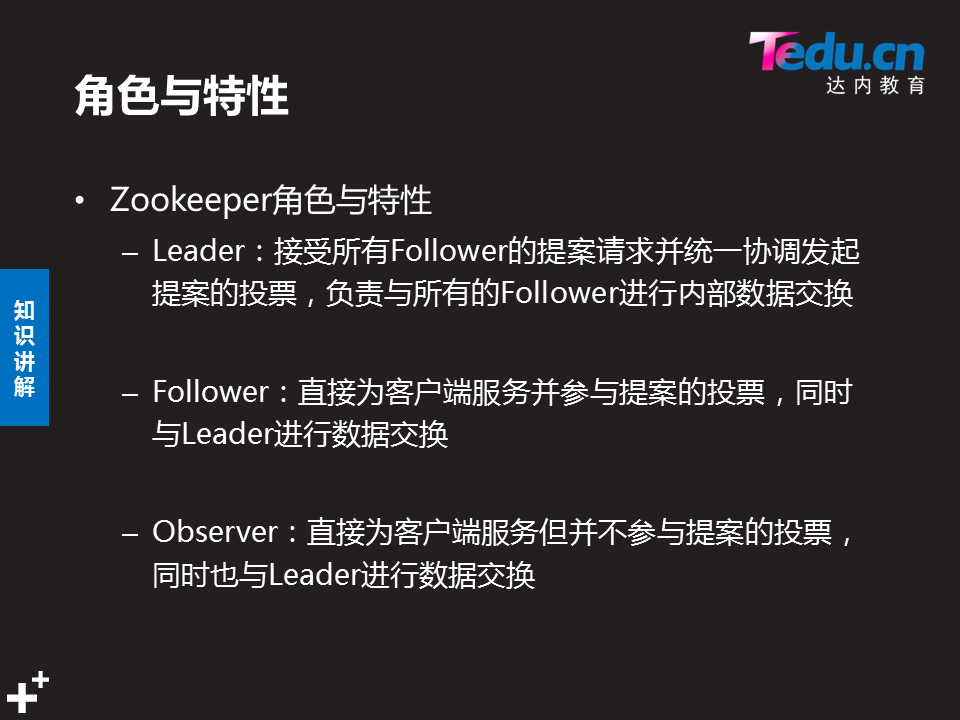 Tedu.cn
达内教育
角色与特性
• Zookeeper角色与特性
– Leader：接受所有Follower的提案请求并统一协调发起
提案的投票，负责与所有的Follower进行内部数据交换
知识讲解
– Follower：直接为客户端服务并参与提案的投票，同时
与Leader进行数据交换
– Observer：直接为客户端服务但并不参与提案的投票，
同时也与Leader进行数据交换